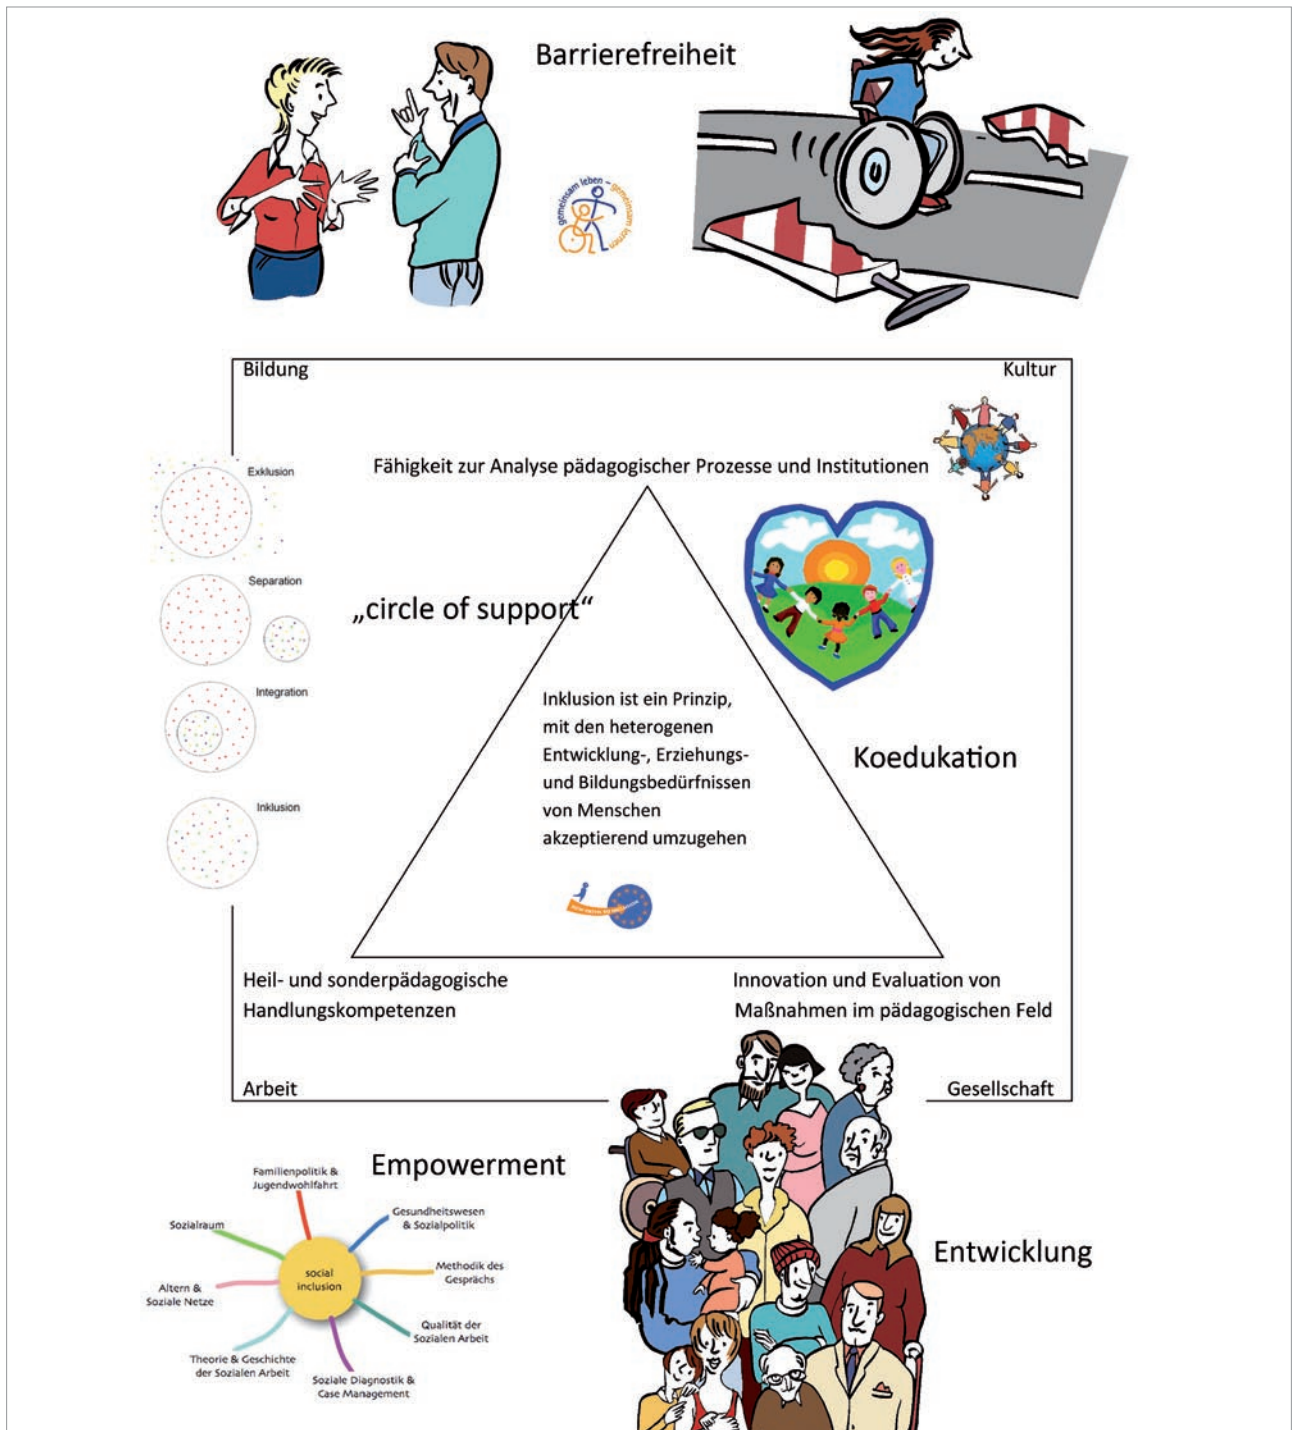 Barrierefreiheit
gemeinsam leben – gemeinsam lernen
Bildung
Kultur
Exklusion
Fähigkeit zur Analyse pädagogischer Prozesse und Institutionen
Separation
„circle of support“
Integration
Inklusion ist ein Prinzip,
mit den heterogenen
Entwicklung-, Erziehungs-
und Bildungsbedürfnissen
von Menschen
akzeptierend umzugehen
Koedukation
Inklusion
Heil- und sonderpädagogische
Handlungskompetenzen
Innovation und Evaluation von
Maßnahmen im pädagogischen Feld
Arbeit
Gesellschaft
Empowerment
Familienpolitik &
Jugendwohlfahrt
Gesundheitswesen
& Sozialpolitik
Sozialraum
social
inclusion
Methodik des
Gesprächs
Altern &
Soziale Netze
Qualität der
Sozialen Arbeit
Theorie & Geschichte
der Sozialen Arbeit
Soziale Diagnostik &
Case Management
Entwicklung